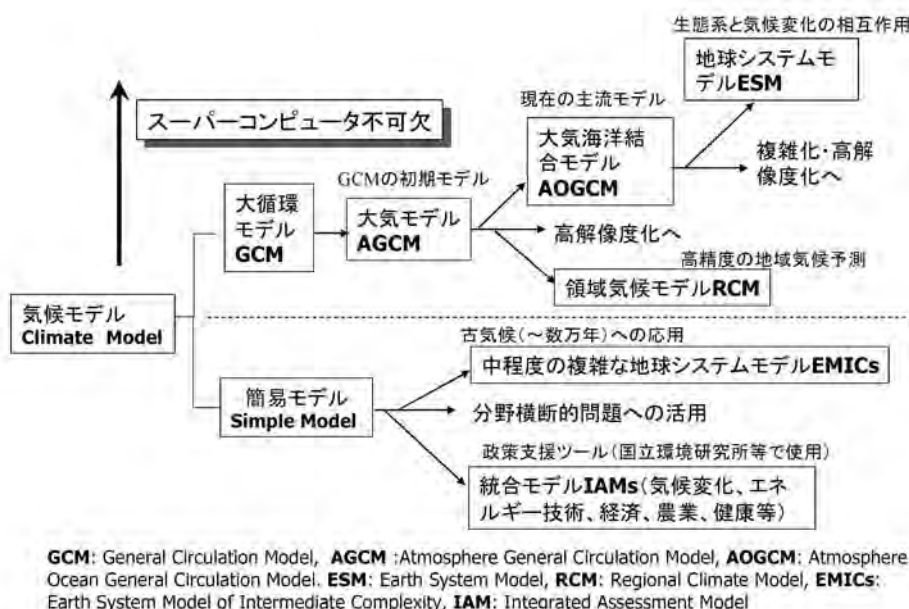 生態系と気候変化の相互作用
地球システムモ
デルESM
現在の主流モデル
スーパーコンピュータ不可欠
大気海洋結
合モデル
AOGCM
複雑化・高解
像度化へ
GCMの初期モデル
大循環
モデル
GCM
大気モデル
AGCM
高解像度化へ
高精度の地域気候予測
領域気候モデルRCM
気候モデル
Climate Model
古気候(~数万年)への応用
中程度の複雑な地球システムモデルEMICs
簡易モデル
Simple Model
分野横断的問題への活用
政策支援ツール(国立環境研究所等で使用)
統合モデルIAMs(気候変化、エネ
ルギー技術、経済、農業、健康等)
GCM: General Circulation Model, AGCM :Atmosphere General Circulation Model, AOGCM: Atmosphere
Ocean General Circulation Model. ESM: Earth System Model, RCM: Regional Climate Model, EMICs:
Earth System Model of Intermediate Complexity, IAM: Integrated Assessment Model